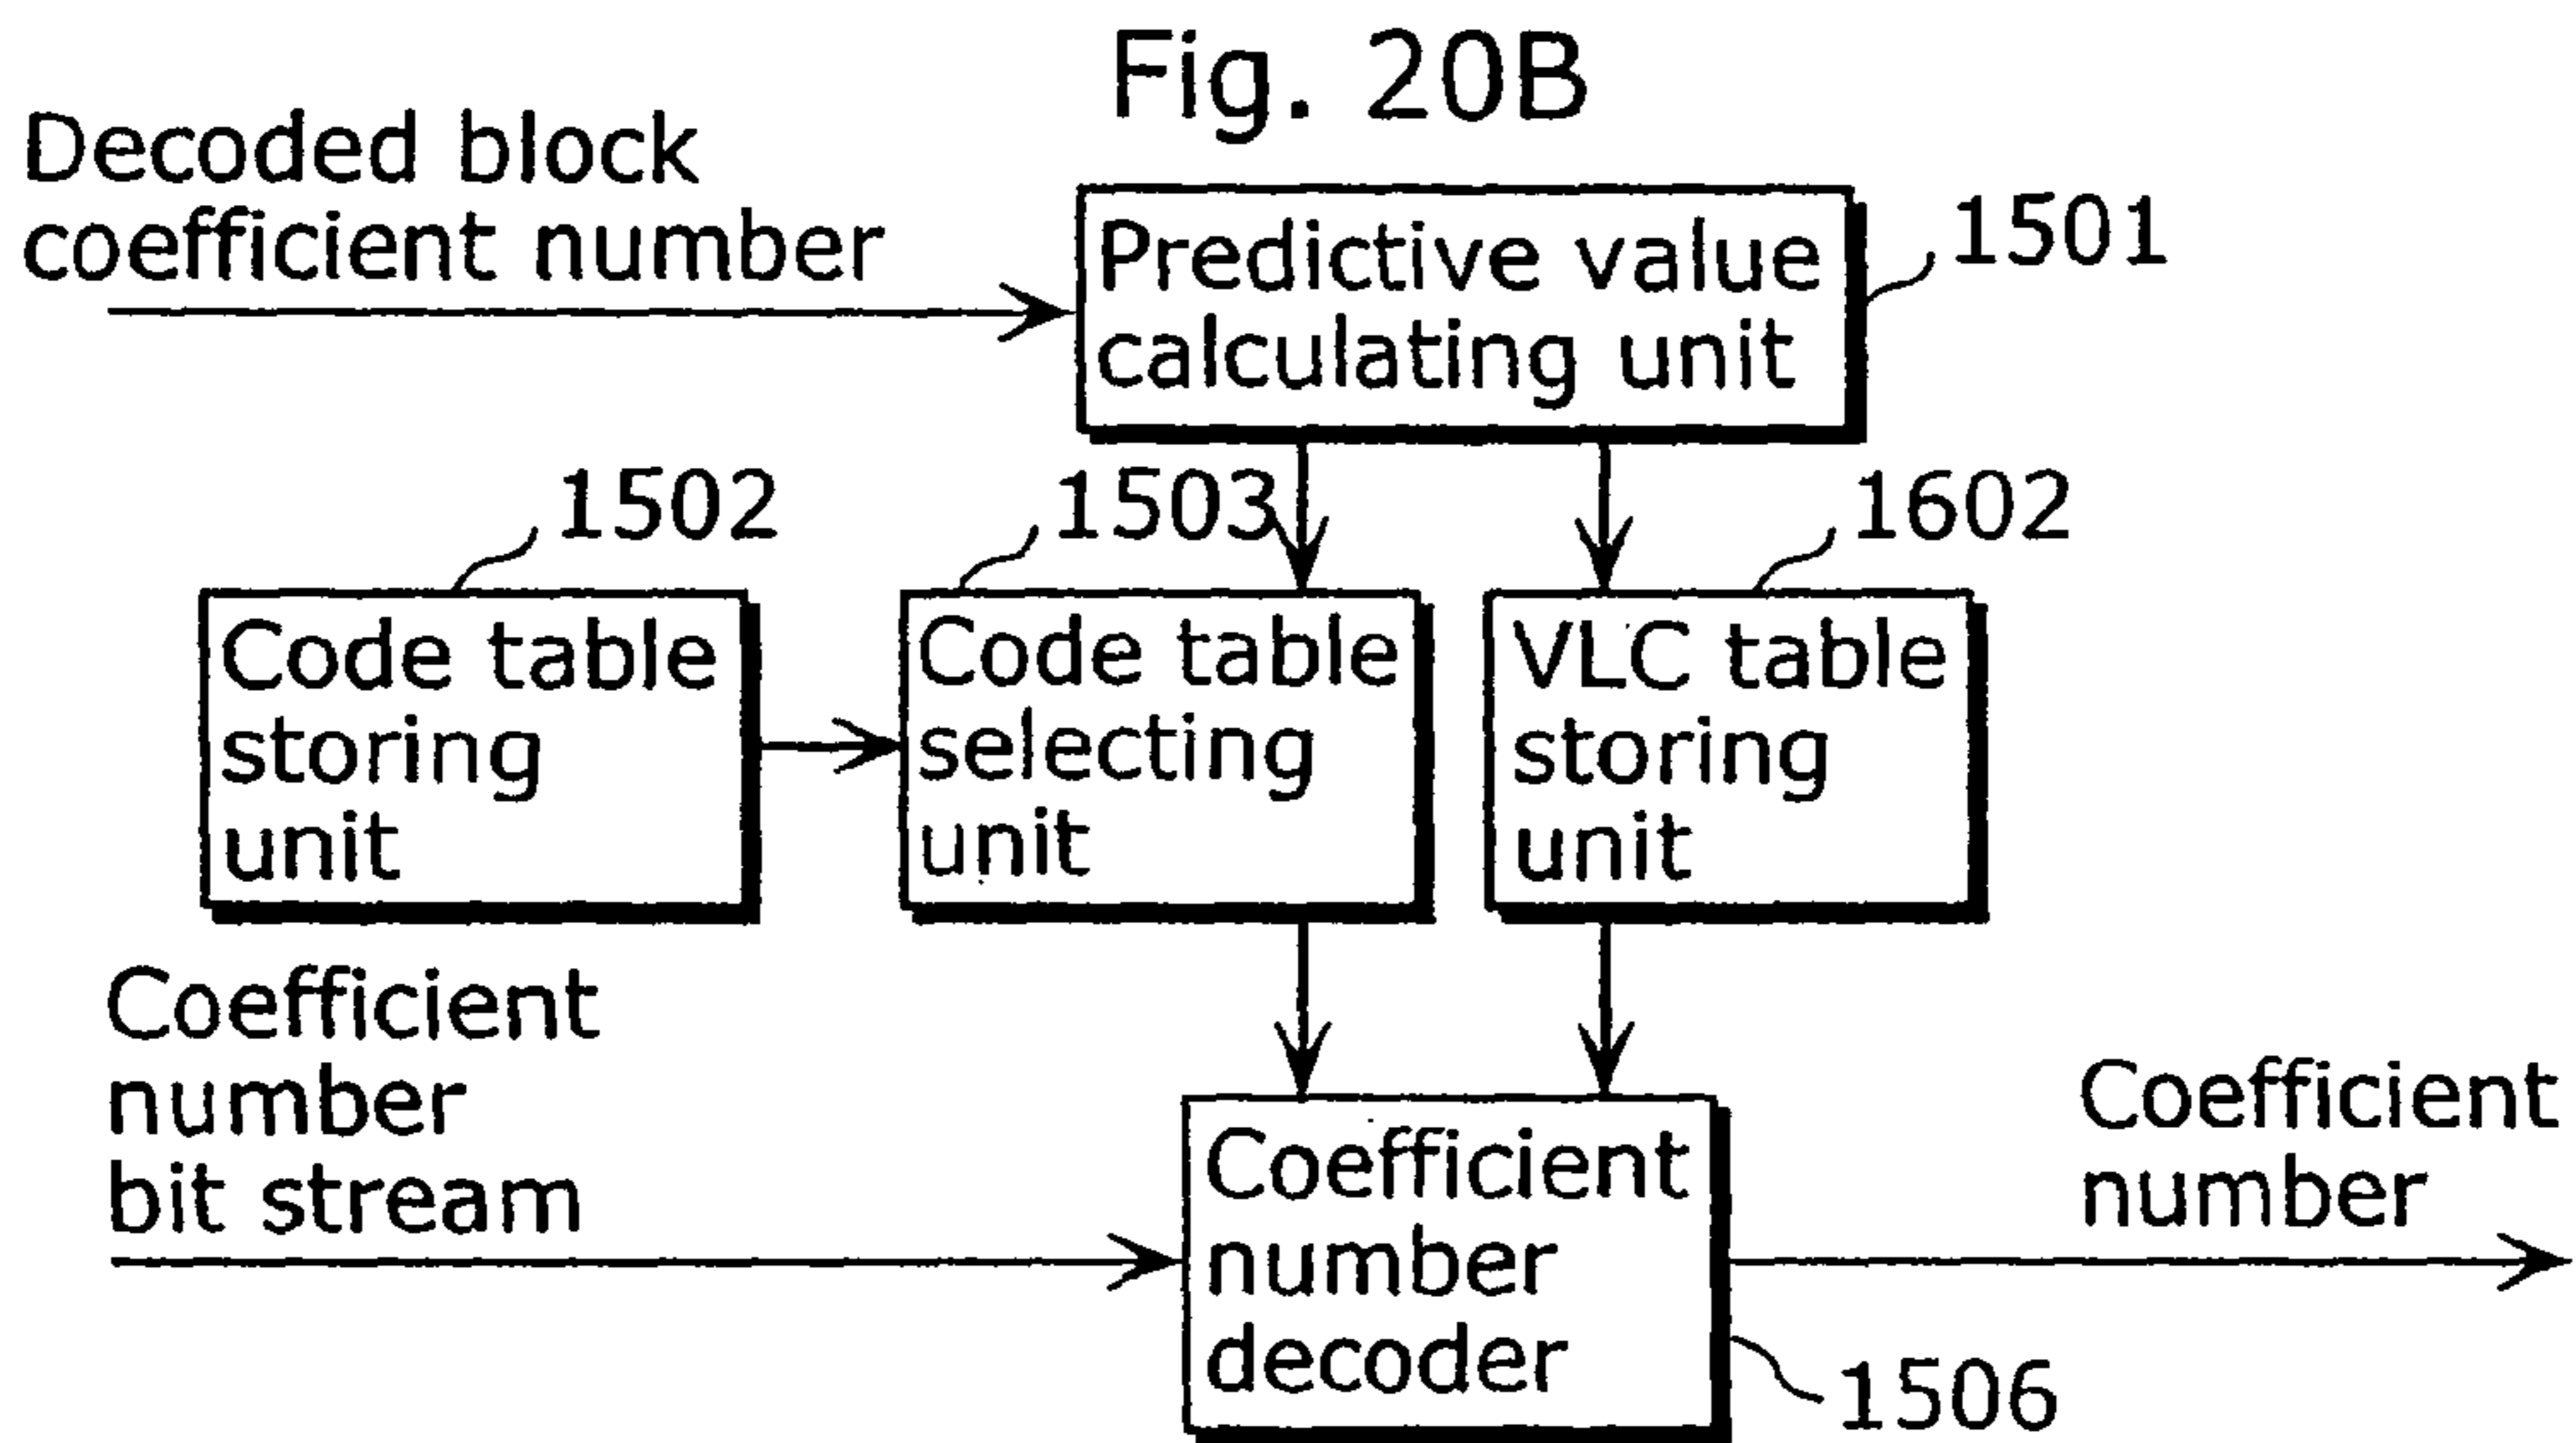 Fig. 20B
Decoded block
coefficient number
Predictive value
calculating unit
1501
1502
1503
1602
Code table
storing
unit
Code table
selecting
unit
VLC table
storing
unit
Coefficient
number
bit stream
Coefficient
number
decoder
Coefficient
number
1506